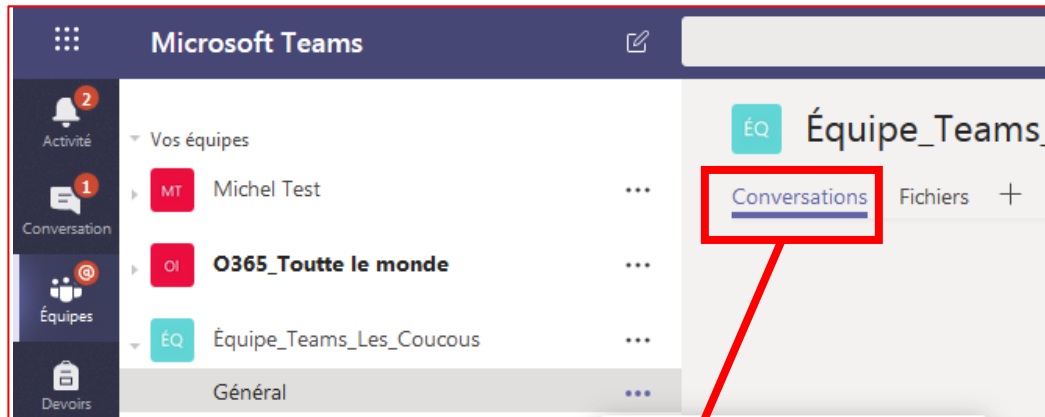 Microsoft Teams
2
Activité
Vos équipes
ÉQ
Équipe_Teams_
MT
Michel Test
Conversations
Fichiers
1
Conversation
OI
O365_Toutte le monde
@
Équipes
ÉQ
Équipe_Teams_Les_Coucous
Général
Devoirs